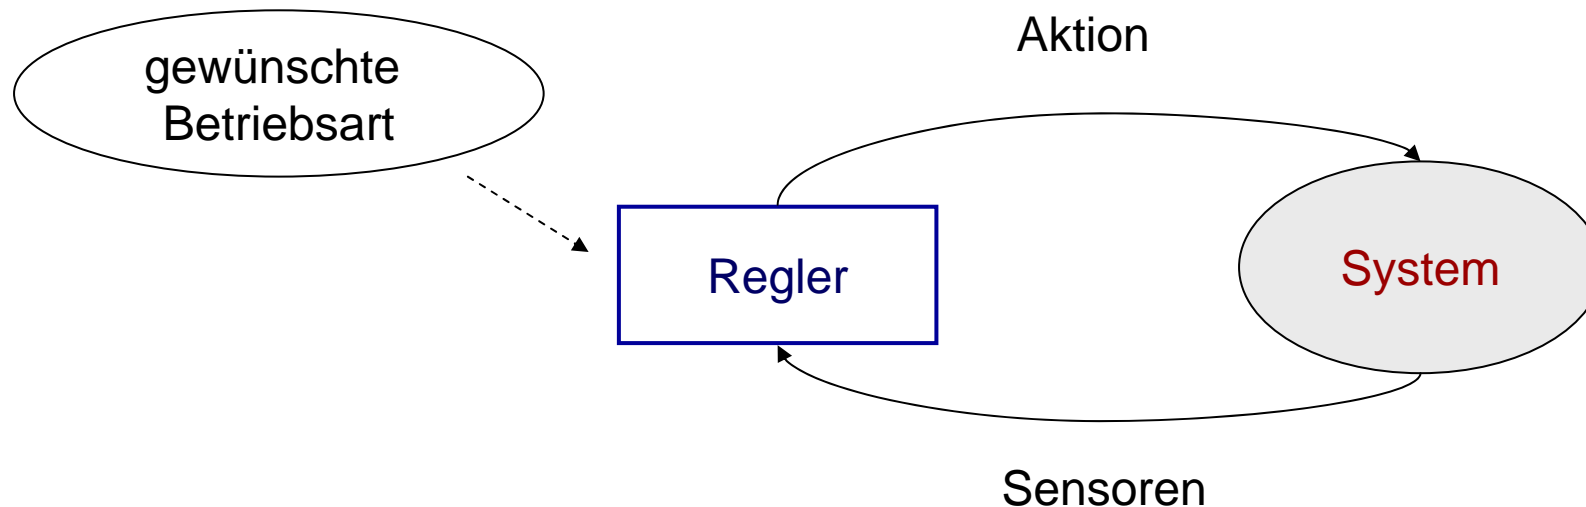 gewünschte
Betriebsart
Aktion
Regler
System
Sensoren